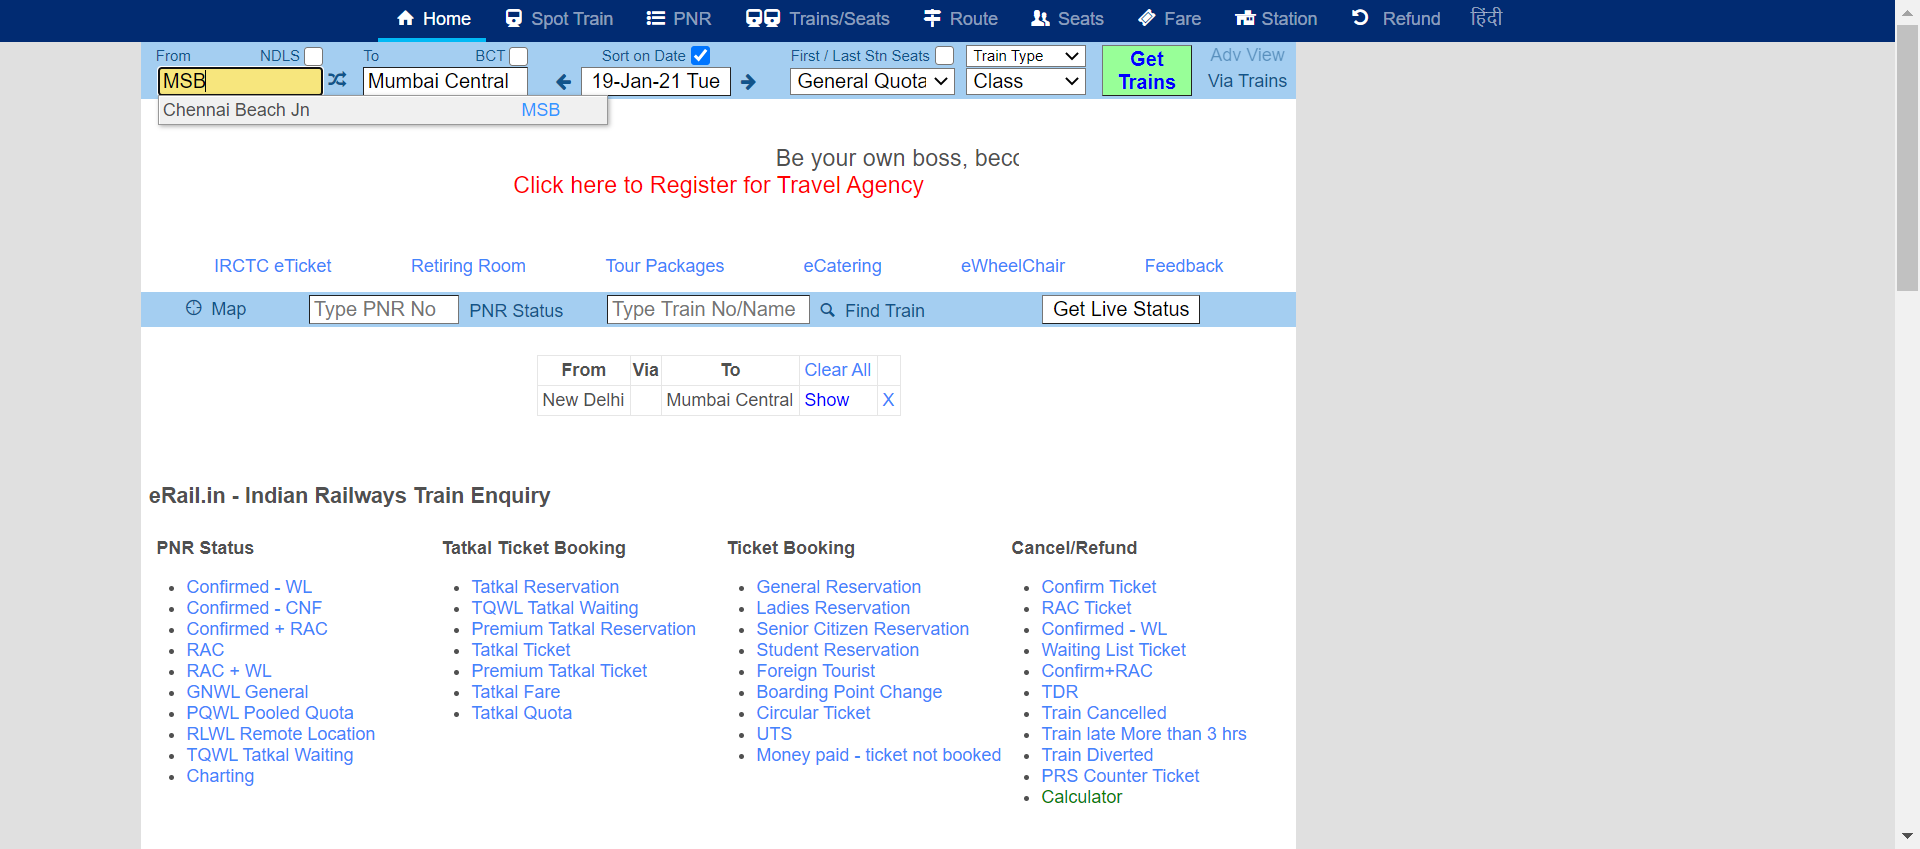 Home Spot Train PNR Trains/Seats Route Seats Fare Station Refund हिंदी
From NDLS To BCT Sort on Date First / Last Stn Seats Train Type Get Trains Adv View
MSB Mumbai Central 19-Jan-21 Tue General Quota Class Via Trains
Chennai Beach Jn MSB
Be your own boss, bec
Click here to Register for Travel Agency
IRCTC eTicket Retiring Room Tour Packages eCatering eWheelChair Feedback
Map Type PNR No PNR Status Type Train No/Name Find Train Get Live Status
From Via To Clear All
New Delhi Mumbai Central Show X
eRail.in - Indian Railways Train Enquiry
PNR Status
Confirmed - WL
Confirmed - CNF
Confirmed + RAC
RAC
RAC + WL
GNWL General
PQWL Pooled Quota
RLWL Remote Location
TQWL Tatkal Waiting
Charting
Tatkal Ticket Booking
Tatkal Reservation
TQWL Tatkal Waiting
Premium Tatkal Reservation
Tatkal Ticket
Premium Tatkal Ticket
Tatkal Fare
Tatkal Quota
Ticket Booking
General Reservation
Ladies Reservation
Senior Citizen Reservation
Student Reservation
Foreign Tourist
Boarding Point Change
Circular Ticket
UTS
Money paid - ticket not booked
Cancel/Refund
Confirm Ticket
RAC Ticket
Confirmed - WL
Waiting List Ticket
Confirm+RAC
TDR
Train Cancelled
Train late More than 3 hrs
Train Diverted
PRS Counter Ticket
Calculator